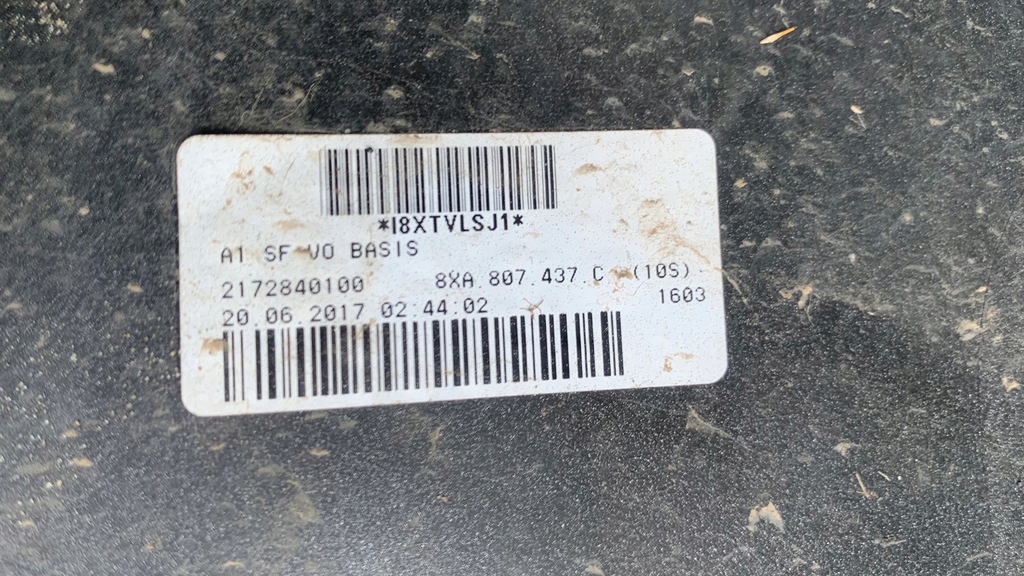 *I8XTVLSJ1*
A1 SF VO BASIS
2172840100 8XA.807.437.C (10S)
20.06.2017 02:44:02 1603